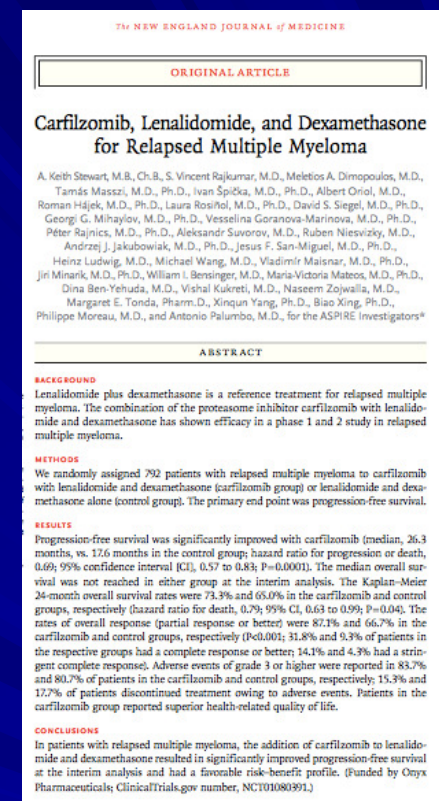 The NEW ENGLAND JOURNAL of MEDICINE
ORIGINAL ARTICLE
Carfilzomib, Lenalidomide, and Dexamethasone
for Relapsed Multiple Myeloma
A. Keith Stewart, M.B., Ch.B., S. Vincent Rajkumar, M.D., Meletios A. Dimopoulos, M.D.,
Tamás Masszi, M.D., Ph.D., Ivan Špička, M.D., Ph.D., Albert Oriol, M.D.,
Roman Hájek, M.D., Ph.D., Laura Rosiñol, M.D., Ph.D., David S. Siegel, M.D., Ph.D.,
Georgi G. Mihaylov, M.D., Ph.D., Vesselina Goranova-Marinova, M.D., Ph.D.,
Péter Rajnics, M.D., Ph.D., Aleksandr Suvorov, M.D., Ph.D., Ruben Niesvizky, M.D.,
Andrzej J. Jakubowiak, M.D., Ph.D., Jesus F. San-Miguel, M.D., Ph.D.,
Heinz Ludwig, M.D., Michael Wang, M.D., Vladimír Maisnar, M.D., Ph.D.,
Jiri Minarik, M.D., Ph.D., William I. Bensinger, M.D., Maria-Victoria Mateos, M.D., Ph.D.,
Dina Ben-Yehuda, M.D., Vishal Kukreti, M.D., Naseem Zojwalla, M.D.,
Margaret E. Tonda, Pharm.D., Xinqun Yang, Ph.D., Biao Xing, Ph.D.,
Philippe Moreau, M.D., and Antonio Palumbo, M.D., for the ASPIRE Investigators*
ABSTRACT
BACKGROUND
Lenalidomide plus dexamethasone is a reference treatment for relapsed multiple
myeloma. The combination of the proteasome inhibitor carfilzomib with lenalido-
mide and dexamethasone has shown efficacy in a phase 1 and 2 study in relapsed
multiple myeloma.
METHODS
We randomly assigned 792 patients with relapsed multiple myeloma to carfilzomib
with lenalidomide and dexamethasone (carfilzomib group) or lenalidomide and dexa-
methasone alone (control group). The primary end point was progression-free survival.
RESULTS
Progression-free survival was significantly improved with carfilzomib (median, 26.3
months, vs. 17.6 months in the control group; hazard ratio for progression or death,
0.69; 95% confidence interval [CI], 0.57 to 0.83; P=0.0001). The median overall sur-
vival was not reached in either group at the interim analysis. The Kaplan–Meier
24-month overall survival rates were 73.3% and 65.0% in the carfilzomib and control
groups, respectively (hazard ratio for death, 0.79; 95% CI, 0.63 to 0.99; P=0.04). The
rates of overall response (partial response or better) were 87.1% and 66.7% in the
carfilzomib and control groups, respectively (P<0.001; 31.8% and 9.3% of patients in
the respective groups had a complete response or better; 14.1% and 4.3% had a strin-
gent complete response). Adverse events of grade 3 or higher were reported in 83.7%
and 80.7% of patients in the carfilzomib and control groups, respectively; 15.3% and
17.7% of patients discontinued treatment owing to adverse events. Patients in the
carfilzomib group reported superior health-related quality of life.
CONCLUSIONS
In patients with relapsed multiple myeloma, the addition of carfilzomib to lenalido-
mide and dexamethasone resulted in significantly improved progression-free survival
at the interim analysis and had a favorable risk–benefit profile. (Funded by Onyx
Pharmaceuticals; ClinicalTrials.gov number, NCT01080391.)